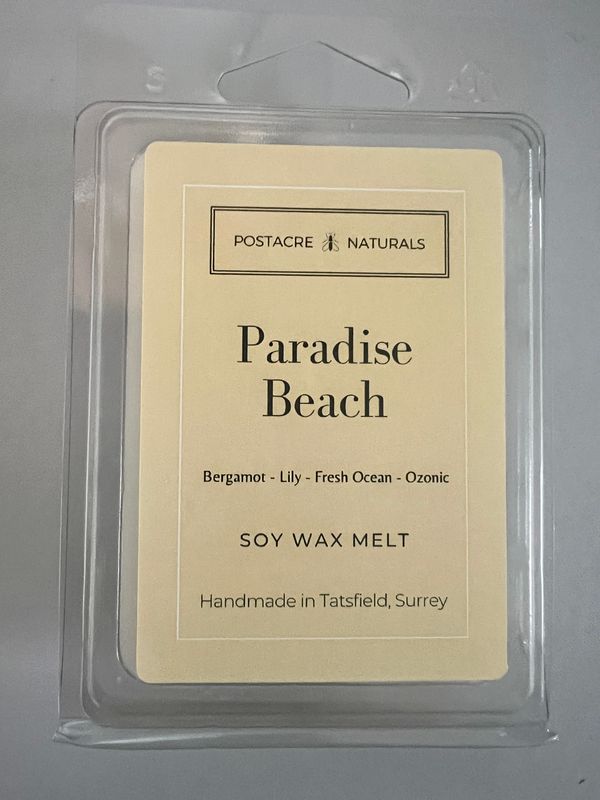 POSTACRE NATURALS
Paradise
Beach
Bergamot - Lily - Fresh Ocean - Ozonic
SOY WAX MELT
Handmade in Tatsfield, Surrey